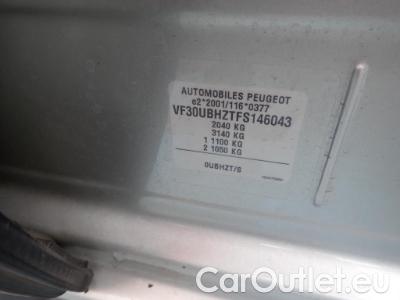 AUTOMOBILES PEUGEOT
e2*2001/116*0377
VF30UBHZTFS146043
2040 KG
3140 KG
1 1100 KG
2 1050 KG
0UBHZT/S
CarOutlet.eu